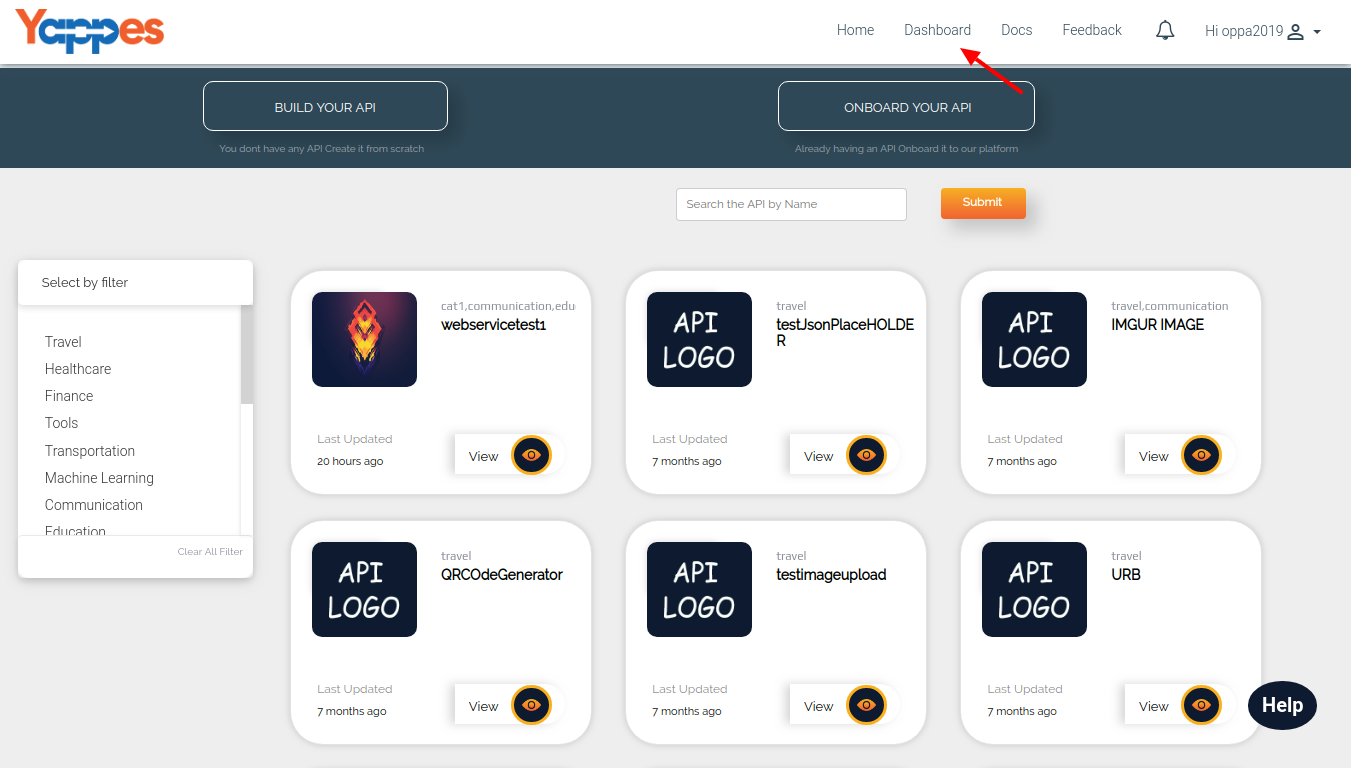 Yappes
Home Dashboard Docs Feedback Hi oppa2019
BUILD YOUR API
You dont have any API Create it from scratch
ONBOARD YOUR API
Already having an API Onboard it to our platform
Search the API by Name
Submit
Select by filter
Travel
Healthcare
Finance
Tools
Transportation
Machine Learning
Communication
Education
Clear All Filter
cat1,communication,edu
webservicetest1
Last Updated
20 hours ago
View
API
LOGO
travel
testJsonPlaceHOLDE
R
Last Updated
7 months ago
View
API
LOGO
travel,communication
IMGUR IMAGE
Last Updated
7 months ago
View
API
LOGO
travel
QRCOdeGenerator
Last Updated
7 months ago
View
API
LOGO
travel
testimageupload
Last Updated
7 months ago
View
API
LOGO
travel
URB
Last Updated
7 months ago
View
Help